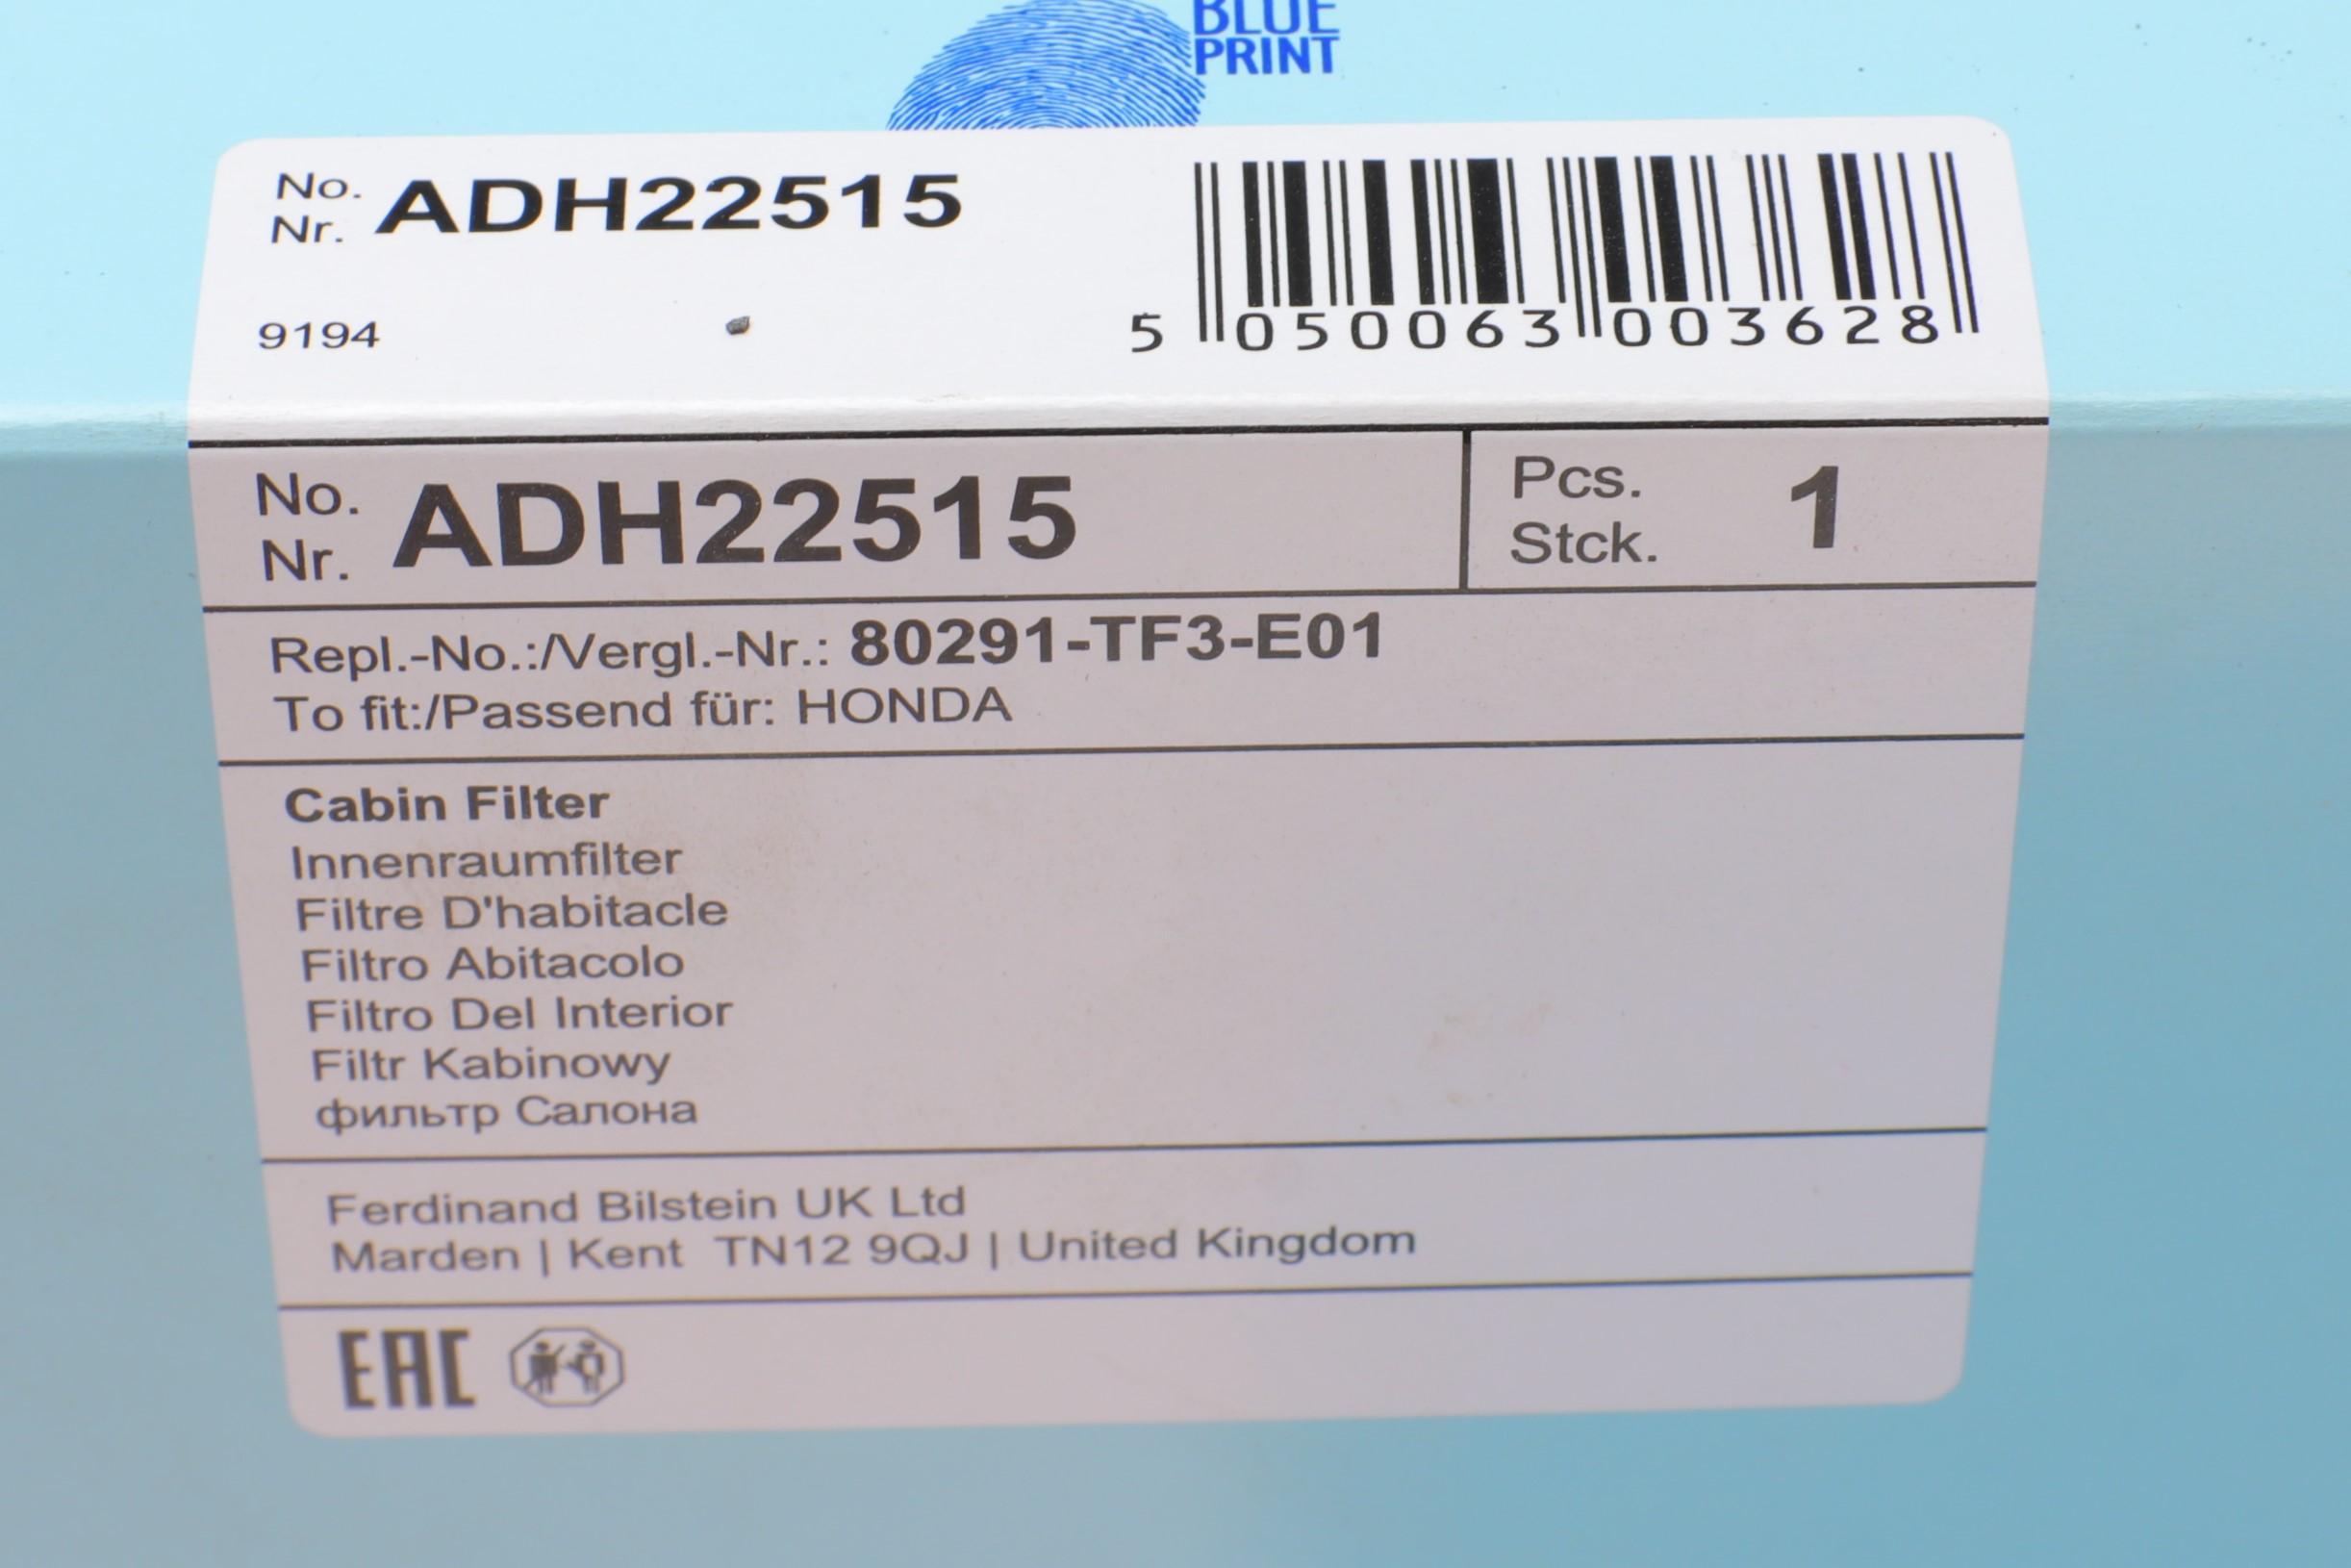 BLUE
PRINT
No.
Nr. ADH22515
9194
5 050063 003628
No.
Nr. ADH22515
Pcs.
Stck. 1
Repl.-No.:/Vergl.-Nr.: 80291-TF3-E01
To fit:/Passend für: HONDA
Cabin Filter
Innenraumfilter
Filtre D'habitacle
Filtro Abitacolo
Filtro Del Interior
Filtr Kabinowy
фильтр Салона
Ferdinand Bilstein UK Ltd
Marden | Kent TN12 9QJ | United Kingdom
EAC